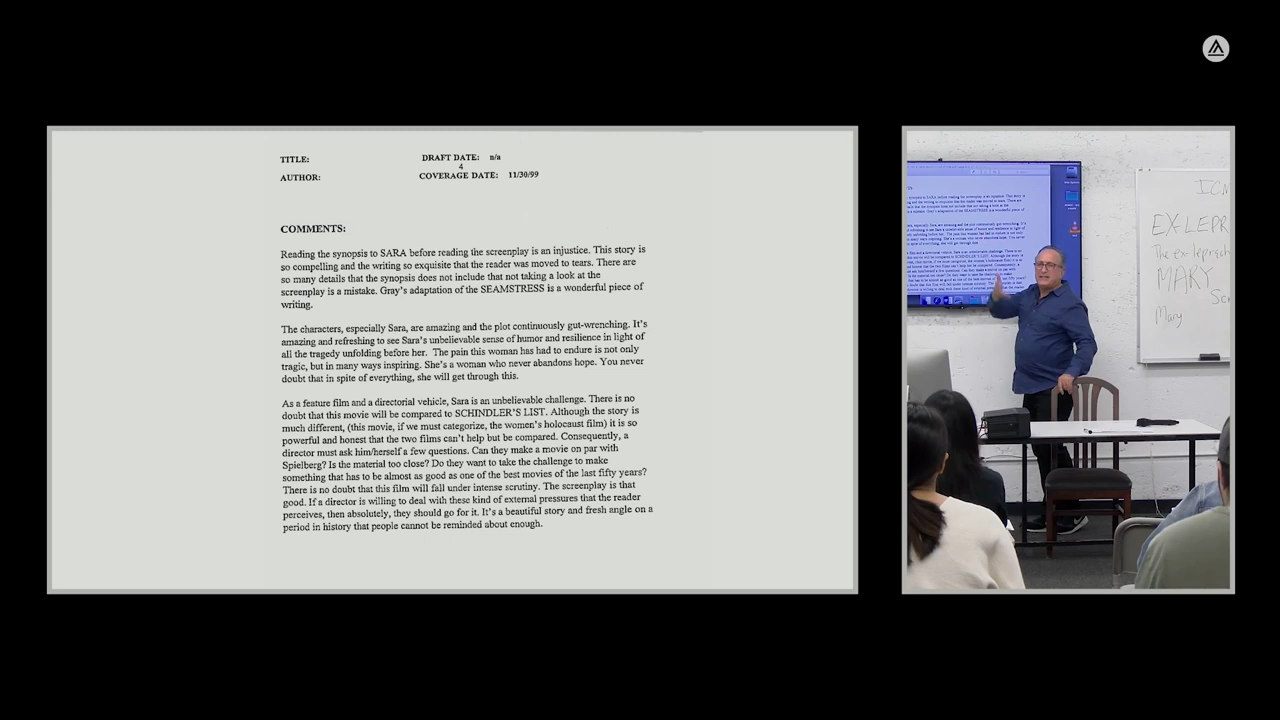 TITLE:
DRAFT DATE: n/a
4
AUTHOR:
COVERAGE DATE: 11/30/99
COMMENTS:
Reading the synopsis to SARA before reading the screenplay is an injustice. This story is
so compelling and the writing so exquisite that the reader was moved to tears. There are
so many details that the synopsis does not include that not taking a look at the
screenplay is a mistake. Gray's adaptation of the SEAMSTRESS is a wonderful piece of
writing.
The characters, especially Sara, are amazing and the plot continuously gut-wrenching. It's
amazing and refreshing to see Sara's unbelievable sense of humor and resilience in light of
all the tragedy unfolding before her. The pain this woman has had to endure is not only
tragic, but in many ways inspiring. She's a woman who never abandons hope. You never
doubt that in spite of everything, she will get through this.
As a feature film and a directorial vehicle, Sara is an unbelievable challenge. There is no
doubt that this movie will be compared to SCHINDLER'S LIST. Although the story is
much different, (this movie, if we must categorize, the women's holocaust film) it is so
powerful and honest that the two films can't help but be compared. Consequently, a
director must ask him/herself a few questions. Can they make a movie on par with
Spielberg? Is the material too close? Do they want to take the challenge to make
something that has to be almost as good as one of the best movies of the last fifty years?
There is no doubt that this film will fall under intense scrutiny. The screenplay is that
good. If a director is willing to deal with these kind of external pressures that the reader
perceives, then absolutely, they should go for it. It's a beautiful story and fresh angle on a
period in history that people cannot be reminded about enough.
EX-LEPR
MARY
Mary